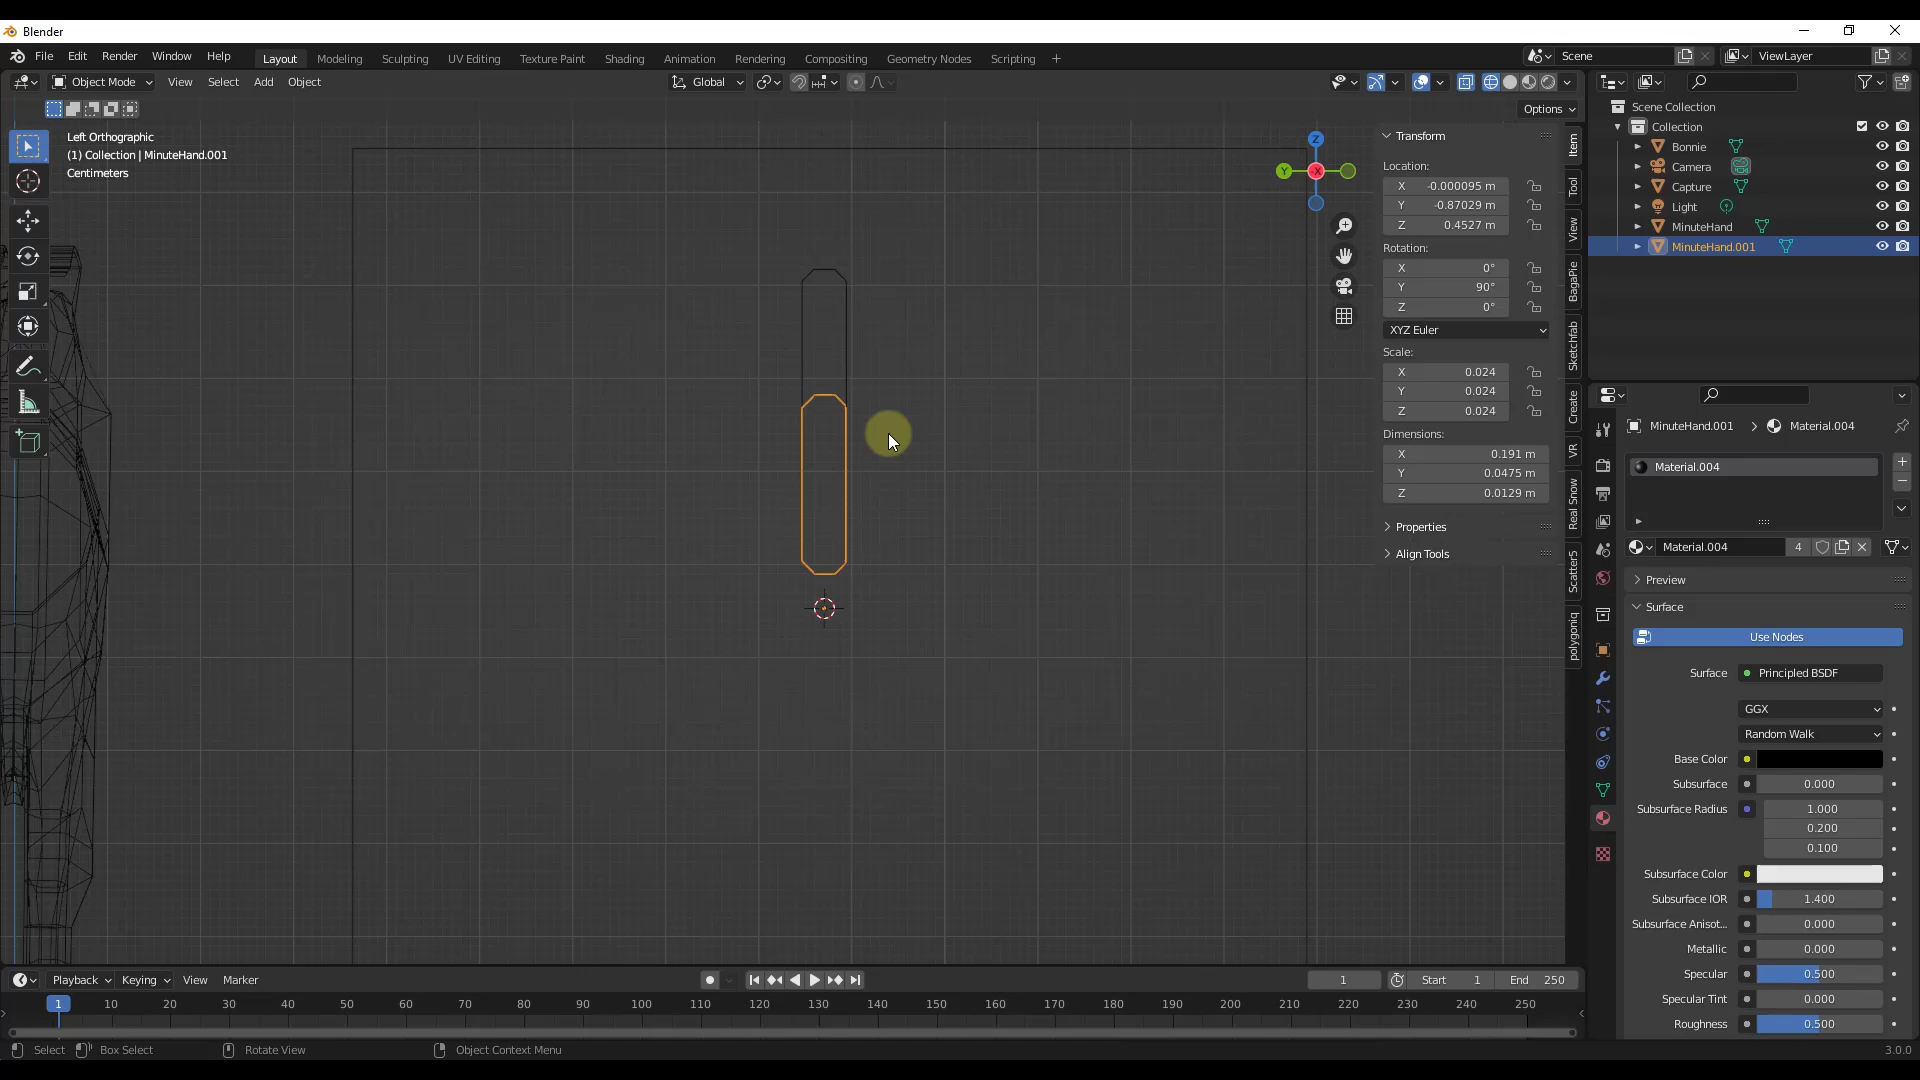 Blender
File Edit Render Window Help
Layout Modeling Sculpting UV Editing Texture Paint Shading Animation Rendering Compositing Geometry Nodes Scripting +
Scene
ViewLayer
Object Mode View Select Add Object
Global
Options
Left Orthographic
(1) Collection | MinuteHand.001
Centimeters
Z
Y
-X
Transform
Location:
X -0.000095 m
Y -0.87029 m
Z 0.4527 m
Rotation:
X 0°
Y 90°
Z 0°
XYZ Euler
Scale:
X 0.024
Y 0.024
Z 0.024
Dimensions:
X 0.191 m
Y 0.0475 m
Z 0.0129 m
Properties
Align Tools
Item
Tool
View
BagaPie
Sketchfab
Create
VR
Real Snow
Scatter5
polygoniq
Scene Collection
Collection
Bonnie
Camera
Capture
Light
MinuteHand
MinuteHand.001
MinuteHand.001 > Material.004
Material.004
Material.004 4
Preview
Surface
Use Nodes
Surface Principled BSDF
GGX
Random Walk
Base Color
Subsurface 0.000
Subsurface Radius 1.000
0.200
0.100
Subsurface Color
Subsurface IOR 1.400
Subsurface Anisot... 0.000
Metallic 0.000
Specular 0.500
Specular Tint 0.000
Roughness 0.500
Playback Keying View Marker
1 Start 1 End 250
1 10 20 30 40 50 60 70 80 90 100 110 120 130 140 150 160 170 180 190 200 210 220 230 240 250
Select Box Select Rotate View Object Context Menu 3.0.0